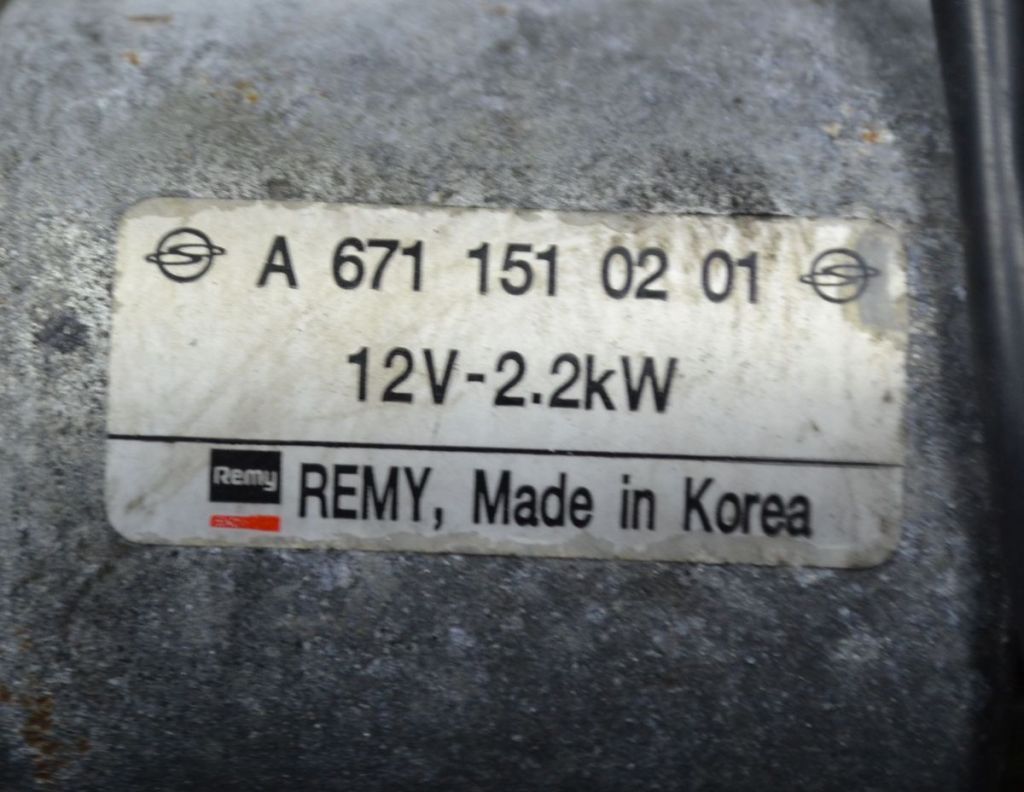 A 671 151 02 01
12V-2.2kW
Remy REMY, Made in Korea